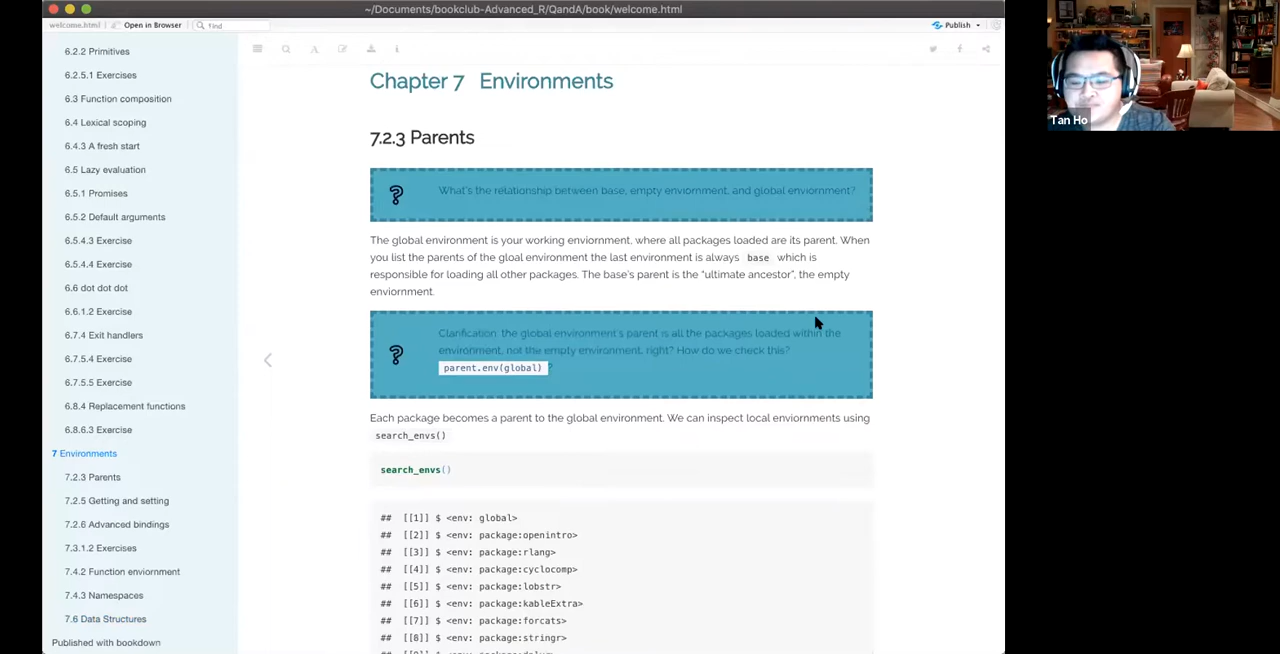 ~/Documents/bookclub-Advanced_R/QandA/book/welcome.html
welcome.html
Open in Browser
Find
Publish
6.2.2 Primitives
6.2.5.1 Exercises
6.3 Function composition
6.4 Lexical scoping
6.4.3 A fresh start
6.5 Lazy evaluation
6.5.1 Promises
6.5.2 Default arguments
6.5.4.3 Exercise
6.5.4.4 Exercise
6.6 dot dot dot
6.6.1.2 Exercise
6.7.4 Exit handlers
6.7.5.4 Exercise
6.7.5.5 Exercise
6.8.4 Replacement functions
6.8.6.3 Exercise
7 Environments
7.2.3 Parents
7.2.5 Getting and setting
7.2.6 Advanced bindings
7.3.1.2 Exercises
7.4.2 Function enviornment
7.4.3 Namespaces
7.6 Data Structures
Published with bookdown
Chapter 7 Environments
7.2.3 Parents
What's the relationship between base, empty enviornment, and global enviornment?
The global environment is your working enviornment, where all packages loaded are its parent. When
you list the parents of the gloal environment the last environment is always base which is
responsible for loading all other packages. The base's parent is the "ultimate ancestor", the empty
enviornment.
Clarification: the global environment's parent is all the packages loaded within the
environment, not the empty environment, right? How do we check this?
parent.env(global) ?
Each package becomes a parent to the global environment. We can inspect local enviornments using
search_envs()
search_envs()
## [[1]] $ <env: global>
## [[2]] $ <env: package:openintro>
## [[3]] $ <env: package:rlang>
## [[4]] $ <env: package:cyclocomp>
## [[5]] $ <env: package:lobstr>
## [[6]] $ <env: package:kableExtra>
## [[7]] $ <env: package:forcats>
## [[8]] $ <env: package:stringr>
Tan Ho